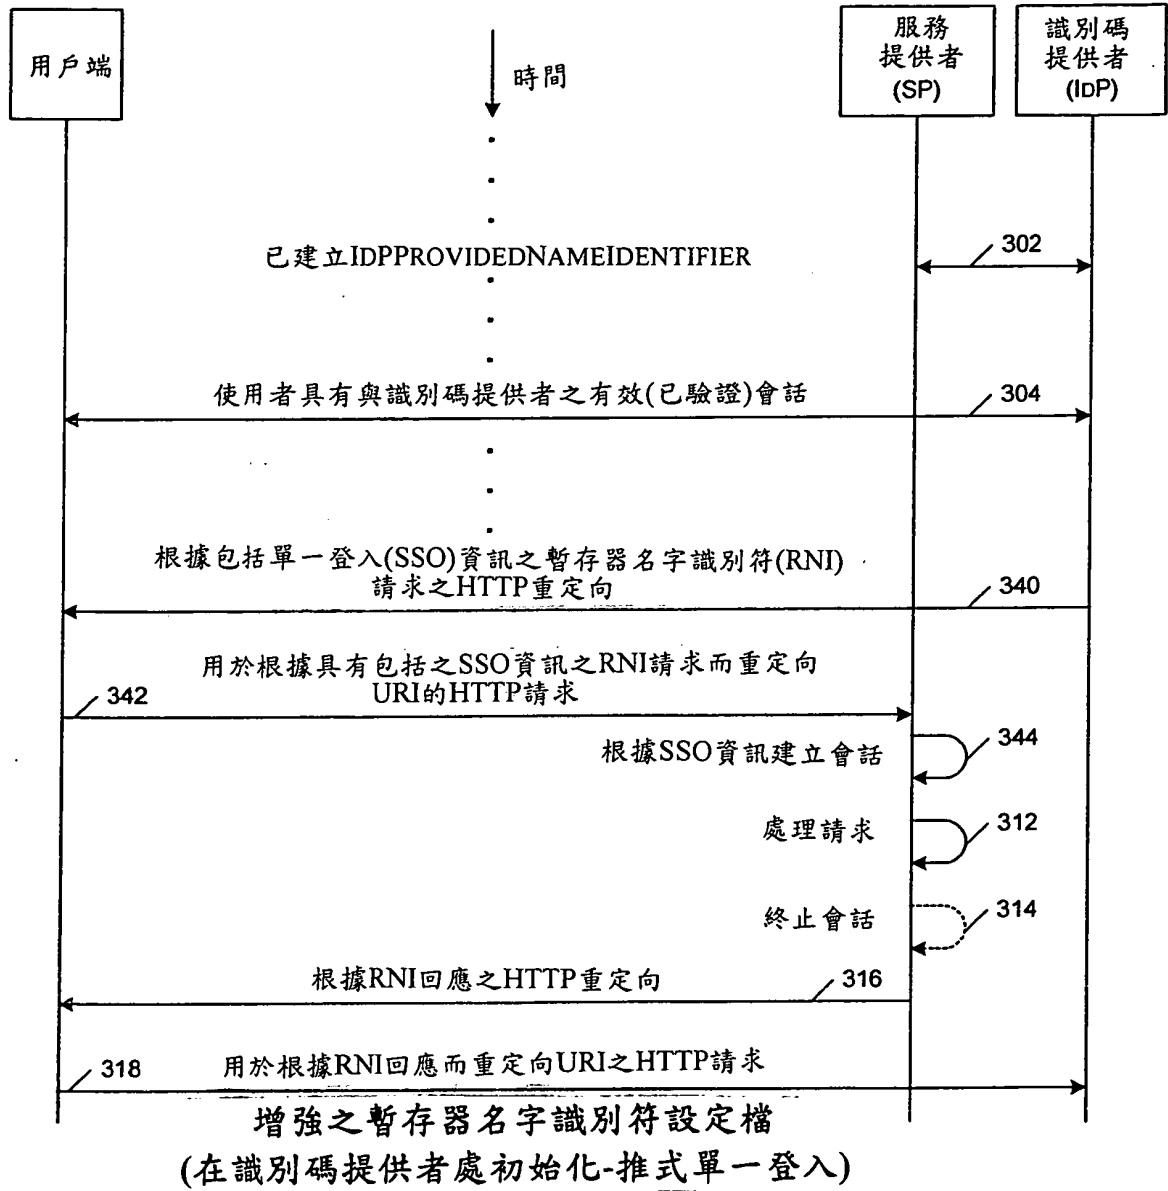 用戶端
時間
服務
提供者
(SP)
識別碼
提供者
(IDP)
已建立IDPPROVIDEDNAMEIDENTIFIER
302
使用者具有與識別碼提供者之有效(已驗證)會話
304
根據包括單一登入(SSO)資訊之暫存器名字識別符(RNI)
請求之HTTP重定向
340
用於根據具有包括之SSO資訊之RNI請求而重定向
URI的HTTP請求
342
根據SSO資訊建立會話
344
處理請求
312
終止會話
314
根據RNI回應之HTTP重定向
316
318
用於根據RNI回應而重定向URI之HTTP請求
增強之暫存器名字識別符設定檔
(在識別碼提供者處初始化-推式單一登入)